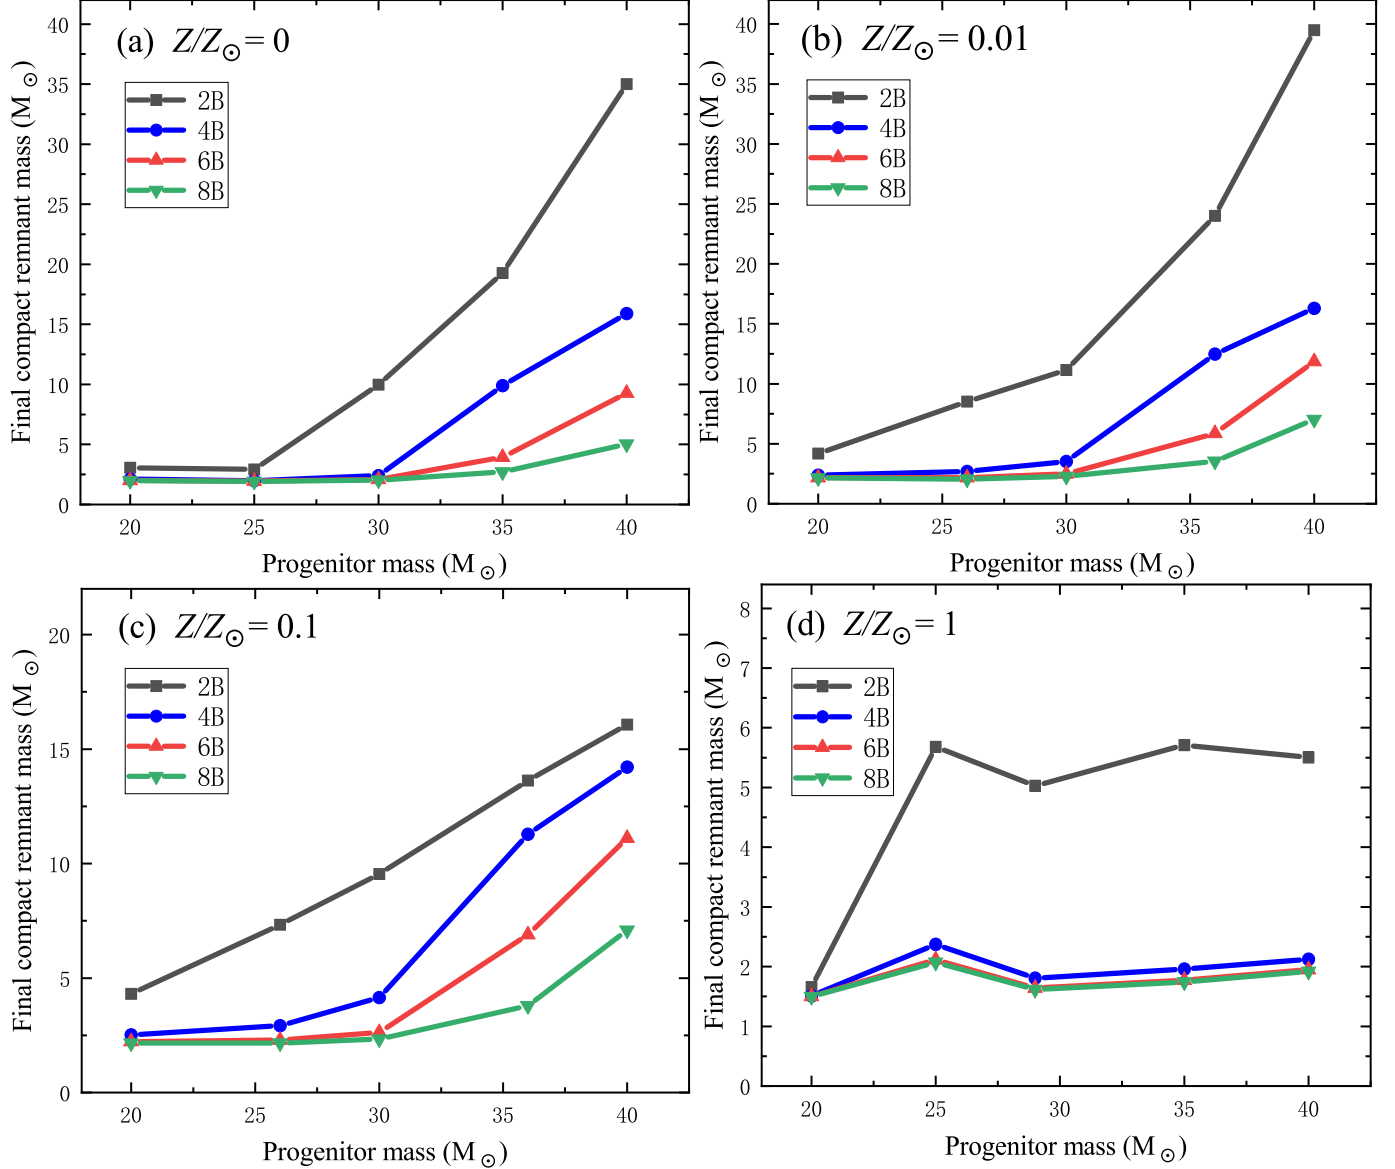 (a) Z/Z⊙ = 0
2B
4B
6B
8B
Final compact remnant mass (M⊙)
40
35
30
25
20
15
10
5
0
20 25 30 35 40
Progenitor mass (M⊙)
(b) Z/Z⊙ = 0.01
2B
4B
6B
8B
Final compact remnant mass (M⊙)
40
35
30
25
20
15
10
5
0
20 25 30 35 40
Progenitor mass (M⊙)
(c) Z/Z⊙ = 0.1
2B
4B
6B
8B
Final compact remnant mass (M⊙)
20
15
10
5
0
20 25 30 35 40
Progenitor mass (M⊙)
(d) Z/Z⊙ = 1
2B
4B
6B
8B
Final compact remnant mass (M⊙)
8
7
6
5
4
3
2
1
0
20 25 30 35 40
Progenitor mass (M⊙)